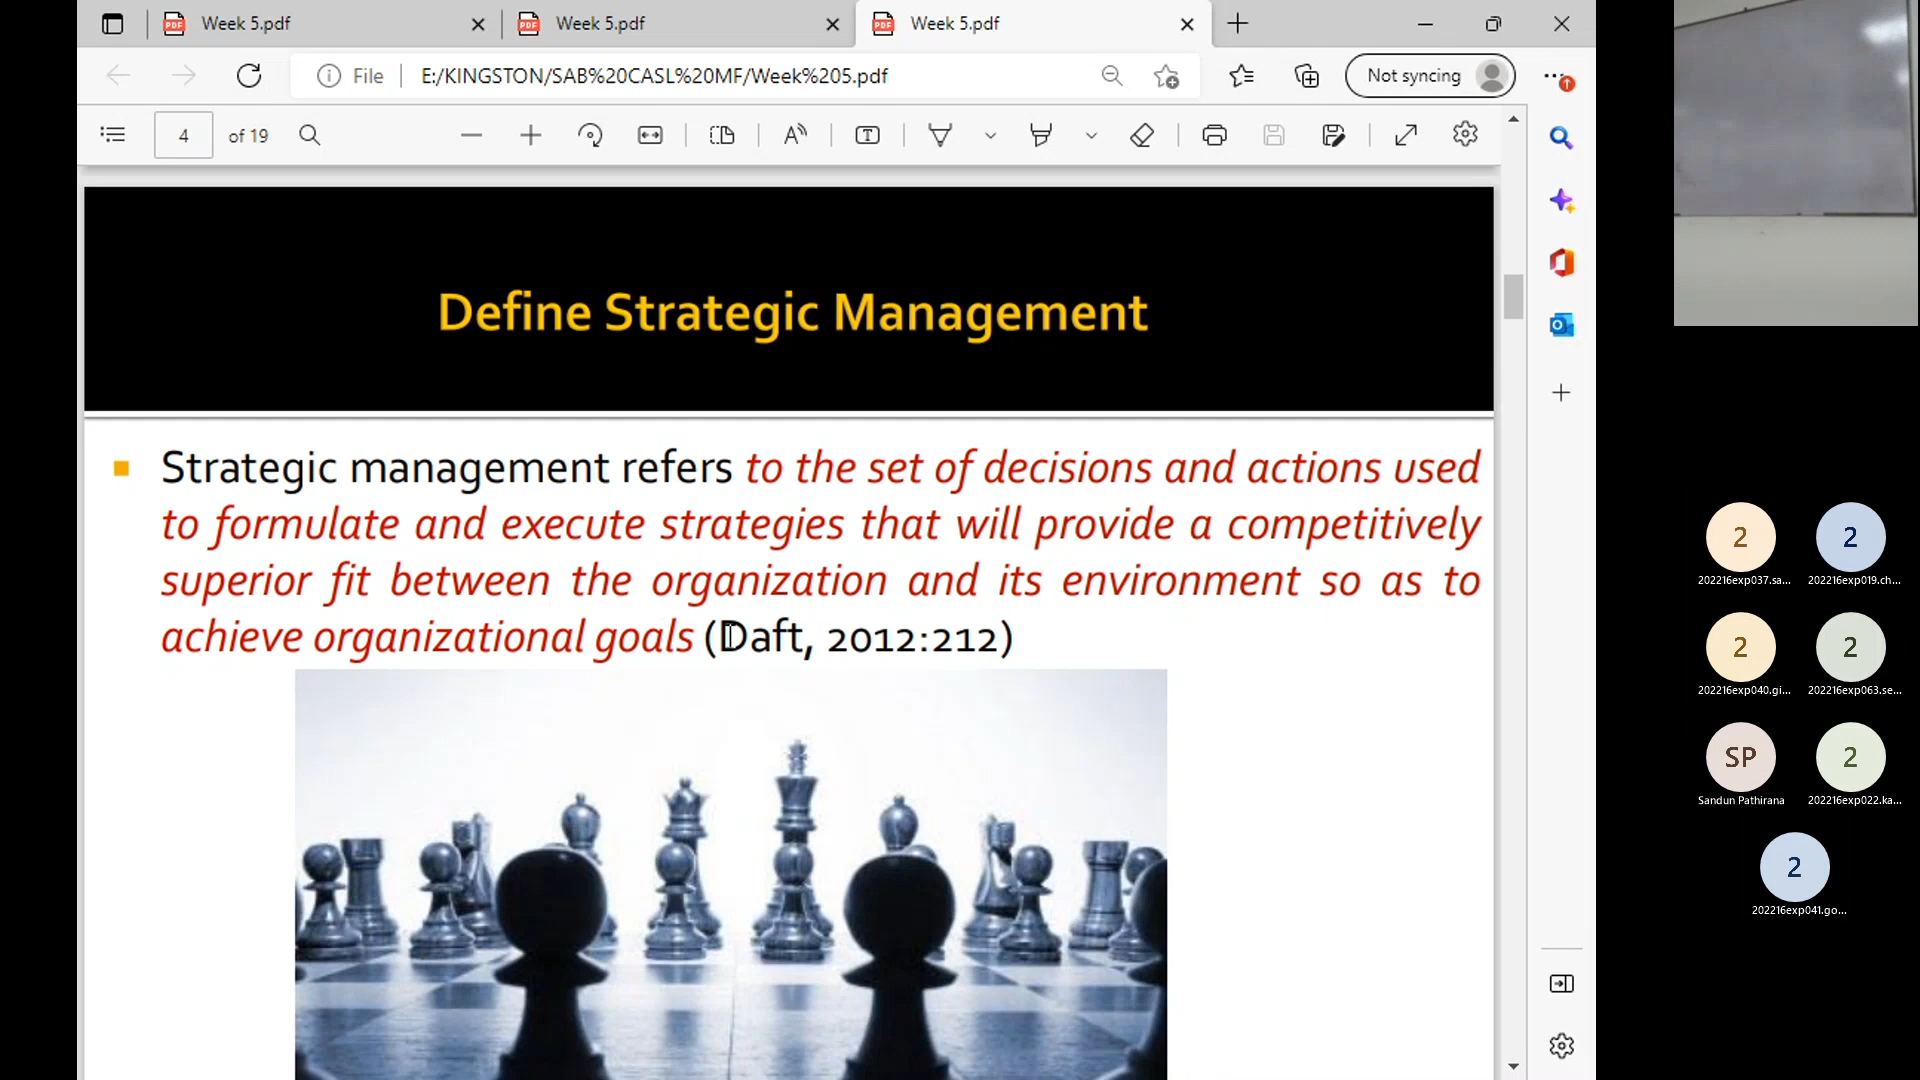 Week 5.pdf
Week 5.pdf
Week 5.pdf
File
E:/KINGSTON/SAB%20CASL%20MF/Week%205.pdf
Not syncing
4 of 19
Define Strategic Management
Strategic management refers to the set of decisions and actions used
to formulate and execute strategies that will provide a competitively
superior fit between the organization and its environment so as to
achieve organizational goals (Daft, 2012:212)
2
2
202216exp037.sa...
202216exp019.ch...
2
2
202216exp040.gi...
202216exp063.se...
SP
2
Sandun Pathirana
202216exp022.ka...
2
202216exp041.go...